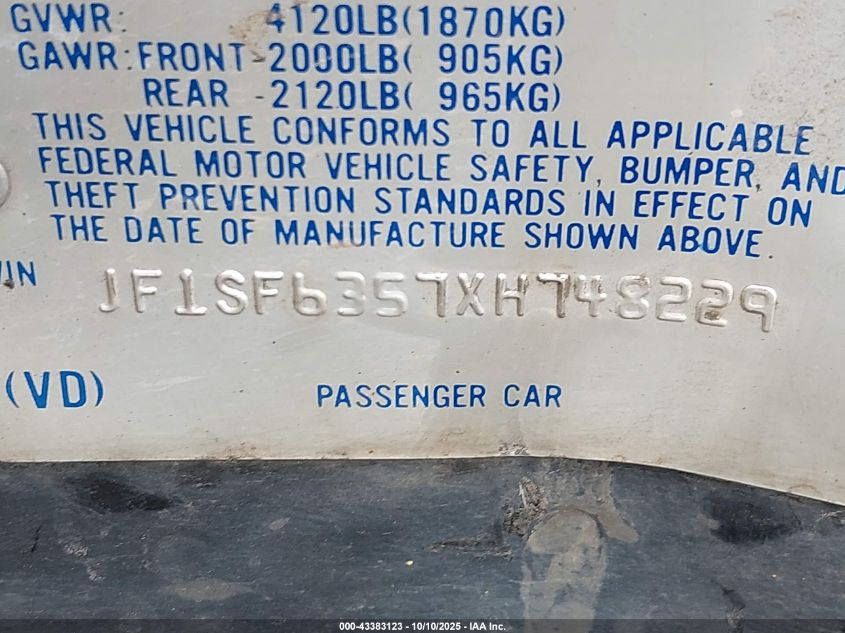 GVWR: 4120LB(1870KG)
GAWR:FRONT-2000LB( 905KG)
REAR -2120LB( 965KG)
THIS VEHICLE CONFORMS TO ALL APPLICABLE
FEDERAL MOTOR VEHICLE SAFETY, BUMPER, AND
THEFT PREVENTION STANDARDS IN EFFECT ON
THE DATE OF MANUFACTURE SHOWN ABOVE.
VIN JF1SF6357XH748229
(VD) PASSENGER CAR
000-43383123 - 10/10/2025 - IAA Inc.